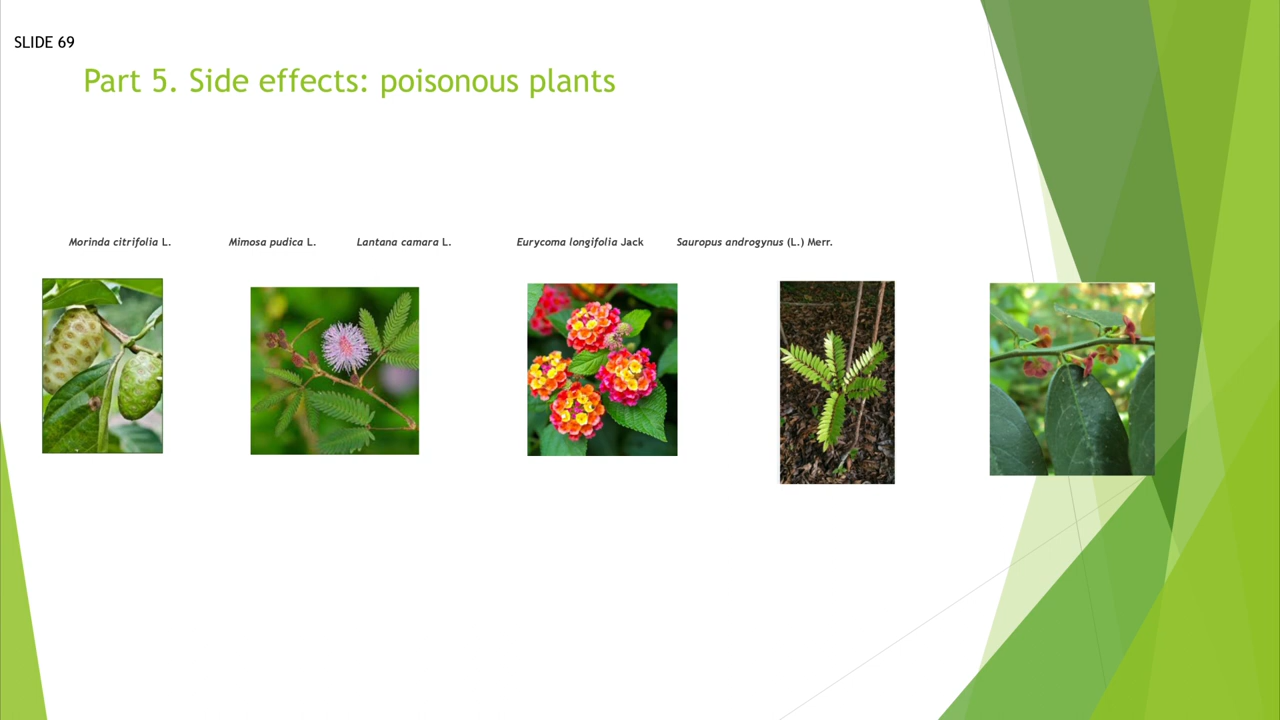 SLIDE 69
Part 5. Side effects: poisonous plants
Morinda citrifolia L. Mimosa pudica L. Lantana camara L. Eurycoma longifolia Jack Sauropus androgynus (L.) Merr.